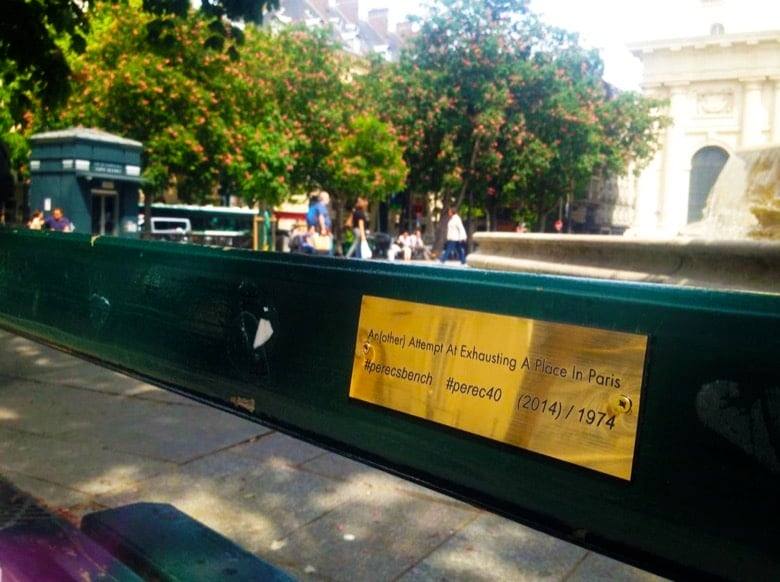 An(other) Attempt At Exhausting A Place In Paris
#perecsbench #perec40 (2014) / 1974